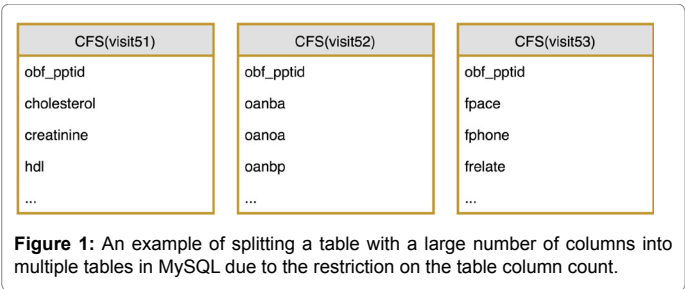 CFS(visit51)
obf_pptid
cholesterol
creatinine
hdl
...
CFS(visit52)
obf_pptid
oanba
oanoa
oanbp
...
CFS(visit53)
obf_pptid
fpace
fphone
frelate
...
Figure 1: An example of splitting a table with a large number of columns into
multiple tables in MySQL due to the restriction on the table column count.